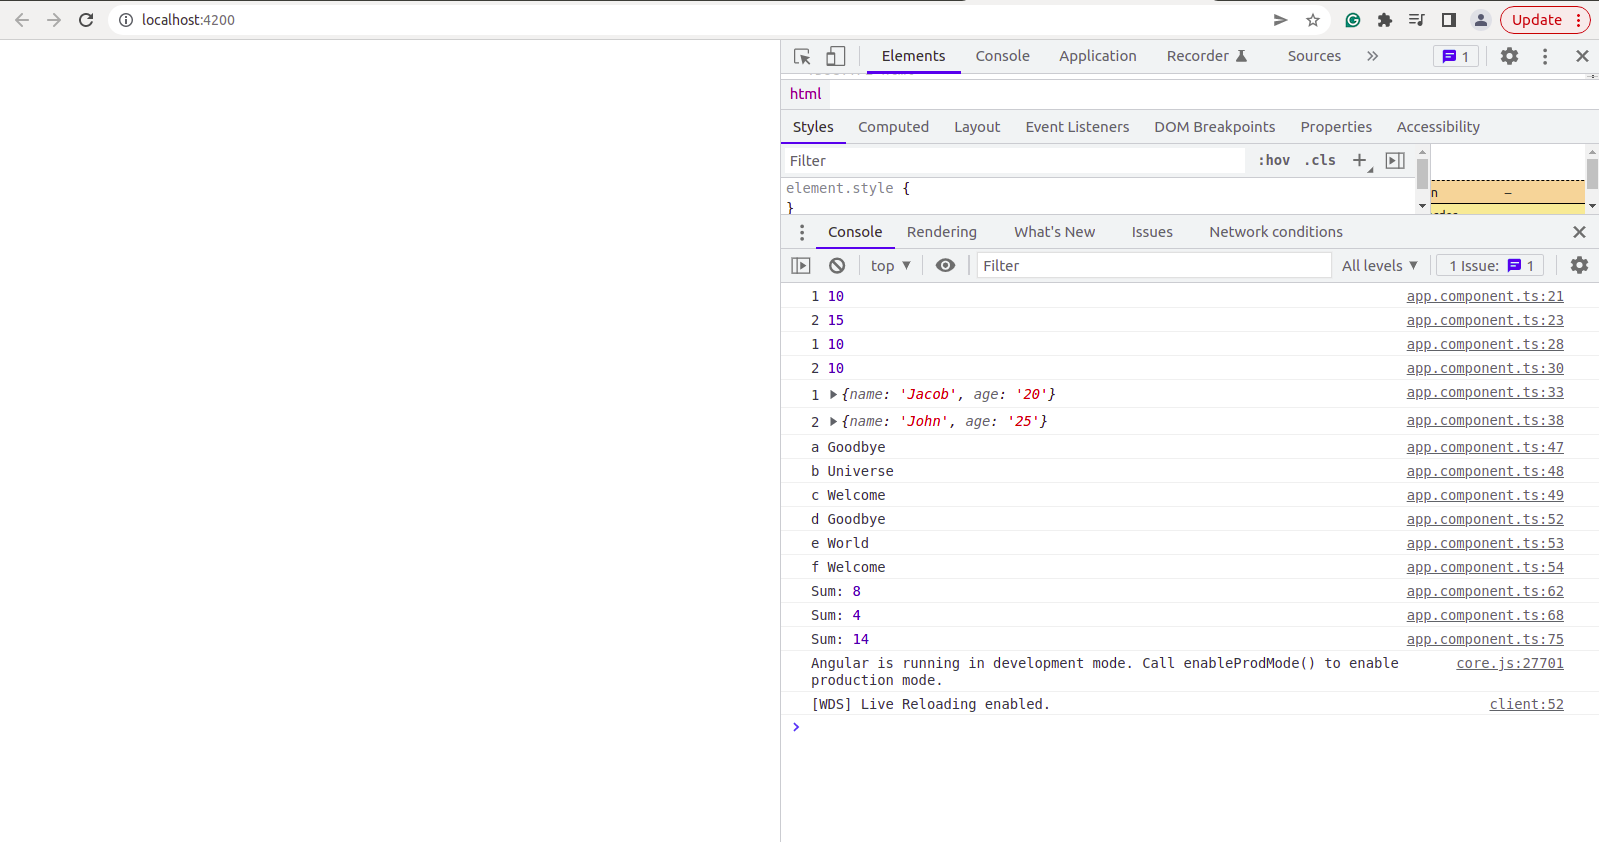 localhost:4200
Update
Elements Console Application Recorder Sources 1
html
Styles Computed Layout Event Listeners DOM Breakpoints Properties Accessibility
Filter :hov .cls
element.style {
}
n –
Console Rendering What's New Issues Network conditions
top Filter All levels 1 Issue: 1
1 10 app.component.ts:21
2 15 app.component.ts:23
1 10 app.component.ts:28
2 10 app.component.ts:30
1 {name: 'Jacob', age: '20'} app.component.ts:33
2 {name: 'John', age: '25'} app.component.ts:38
a Goodbye app.component.ts:47
b Universe app.component.ts:48
c Welcome app.component.ts:49
d Goodbye app.component.ts:52
e World app.component.ts:53
f Welcome app.component.ts:54
Sum: 8 app.component.ts:62
Sum: 4 app.component.ts:68
Sum: 14 app.component.ts:75
Angular is running in development mode. Call enableProdMode() to enable core.js:27701
production mode.
[WDS] Live Reloading enabled. client:52